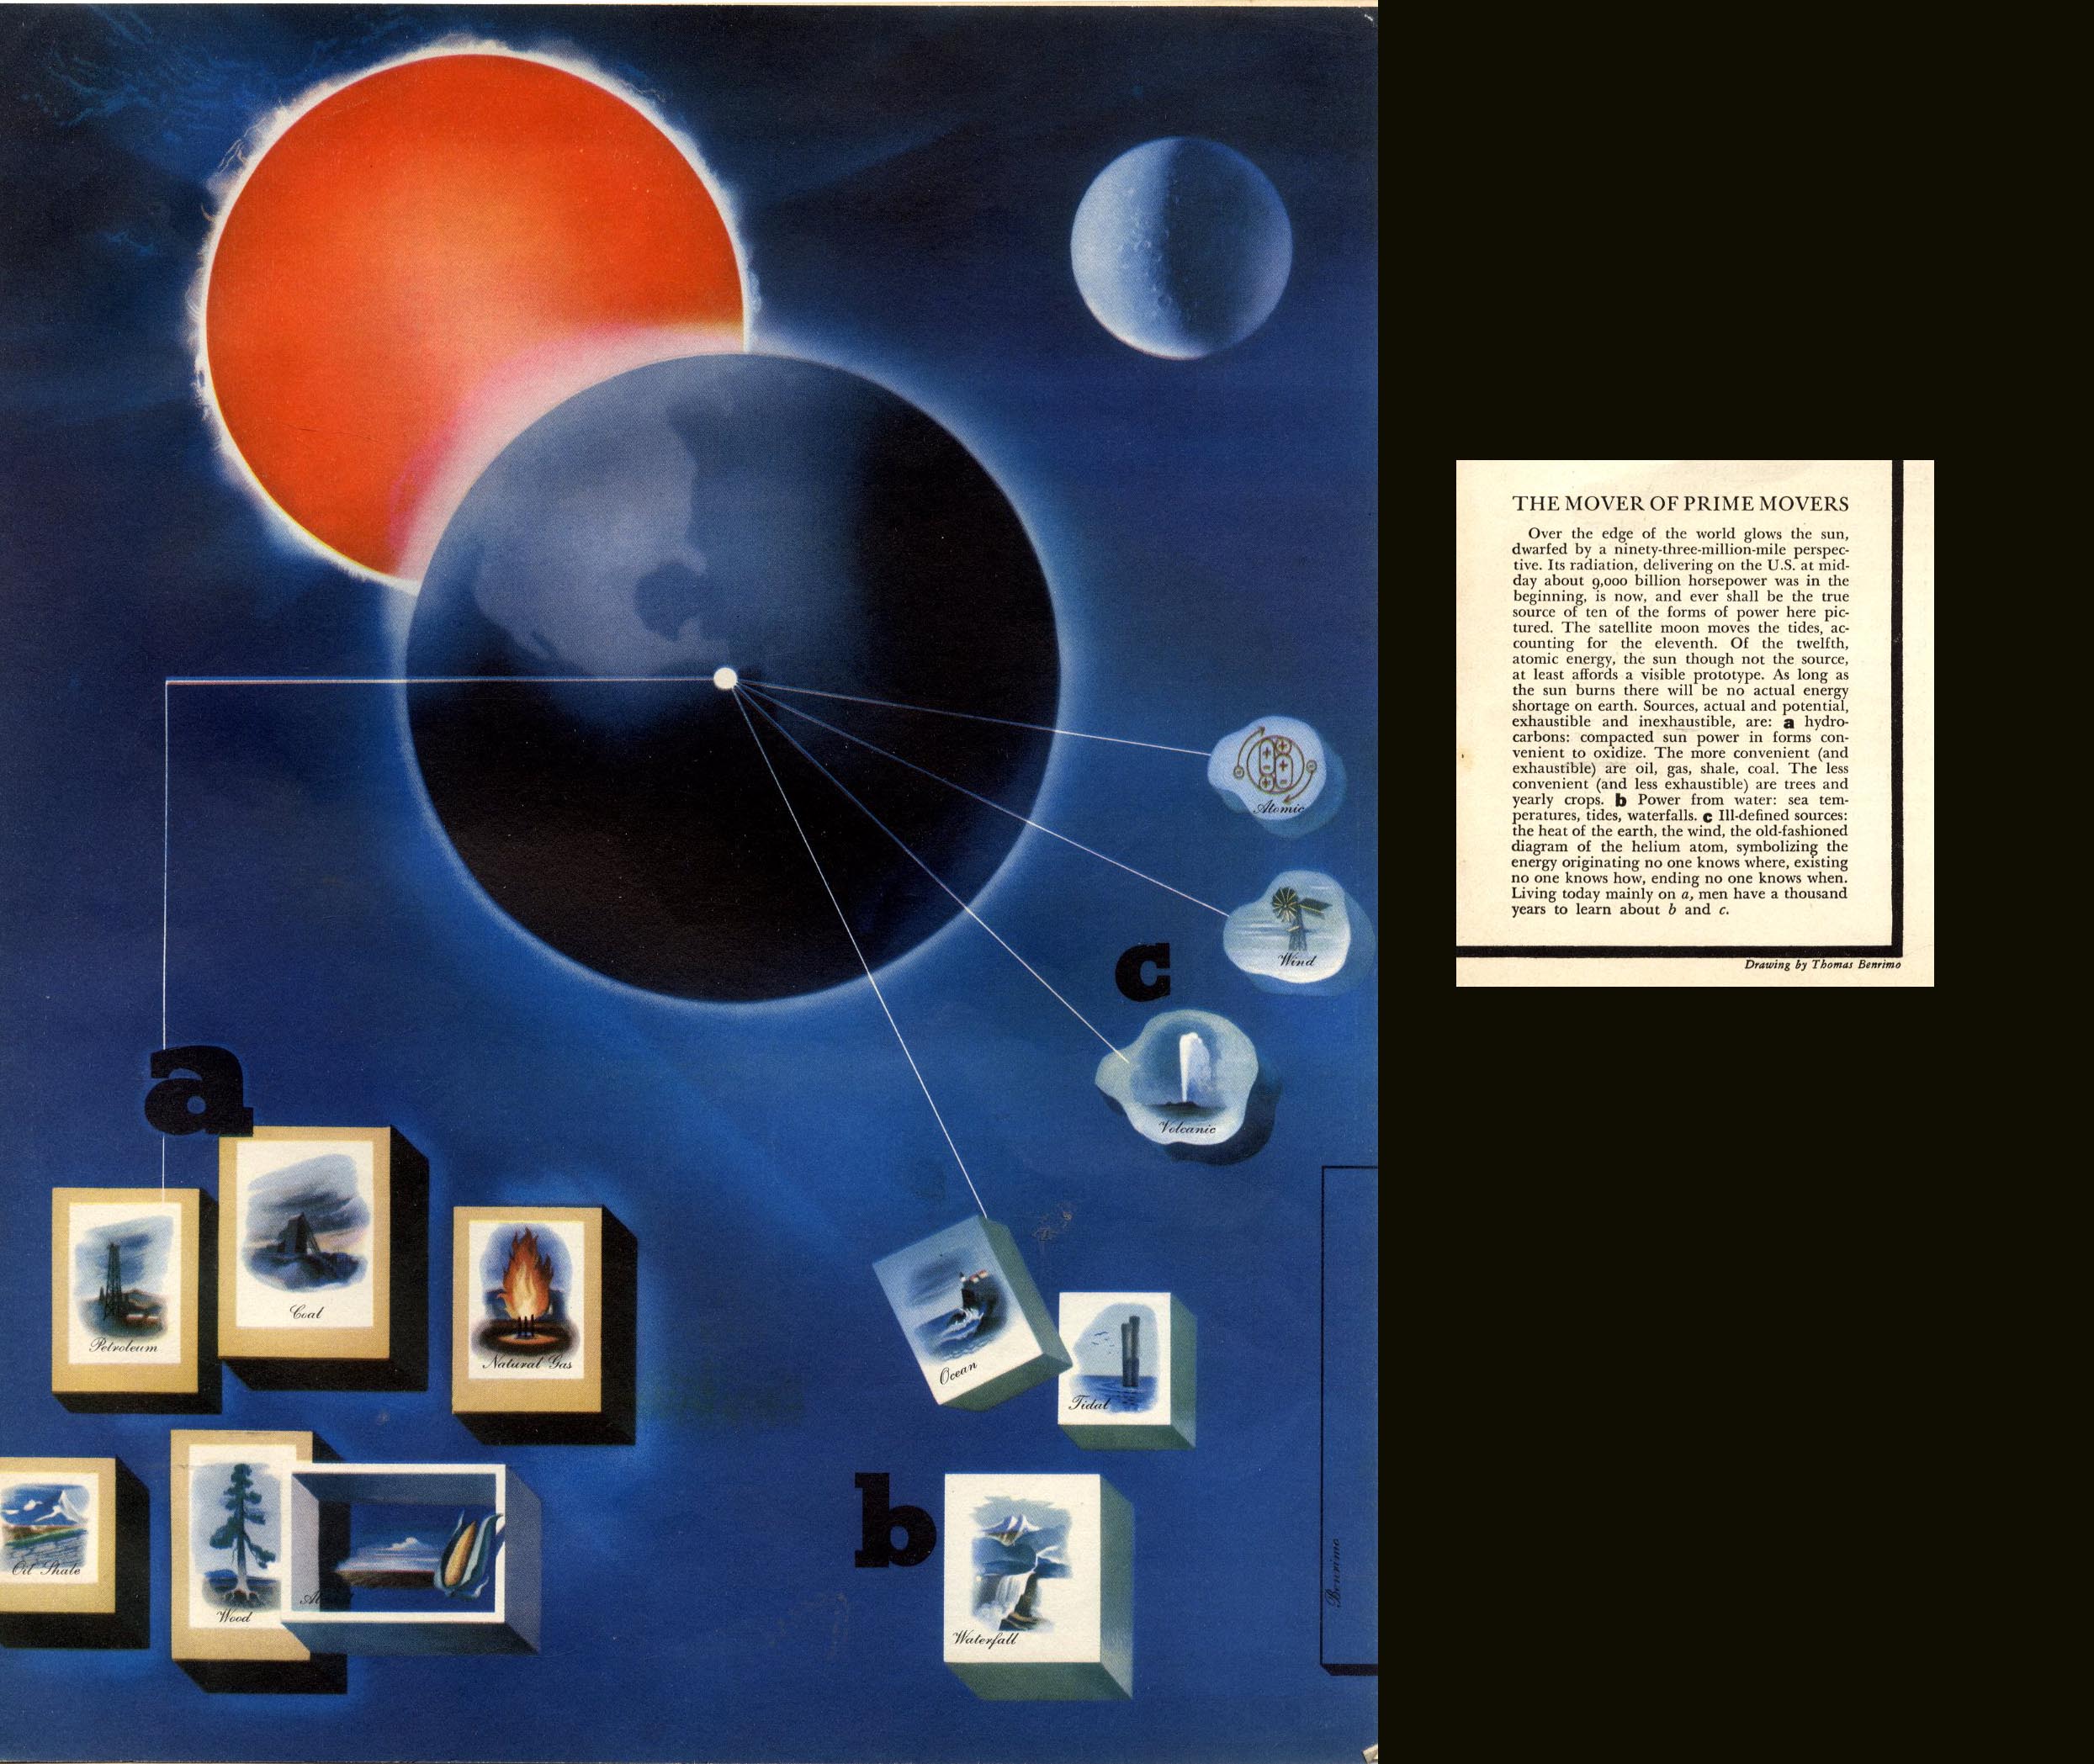 Atomic
Wind
c
Volcanic
a
Petroleum
Coal
Natural Gas
Ocean
Tidal
b
Oil Shale
Wood
Waterfall
Benrimo
THE MOVER OF PRIME MOVERS
Over the edge of the world glows the sun,
dwarfed by a ninety-three-million-mile perspec-
tive. Its radiation, delivering on the U.S. at mid-
day about 9,000 billion horsepower was in the
beginning, is now, and ever shall be the true
source of ten of the forms of power here pic-
tured. The satellite moon moves the tides, ac-
counting for the eleventh. Of the twelfth,
atomic energy, the sun though not the source,
at least affords a visible prototype. As long as
the sun burns there will be no actual energy
shortage on earth. Sources, actual and potential,
exhaustible and inexhaustible, are: a hydro-
carbons: compacted sun power in forms con-
venient to oxidize. The more convenient (and
exhaustible) are oil, gas, shale, coal. The less
convenient (and less exhaustible) are trees and
yearly crops. b Power from water: sea tem-
peratures, tides, waterfalls. c Ill-defined sources:
the heat of the earth, the wind, the old-fashioned
diagram of the helium atom, symbolizing the
energy originating no one knows where, existing
no one knows how, ending no one knows when.
Living today mainly on a, men have a thousand
years to learn about b and c.
Drawing by Thomas Benrimo